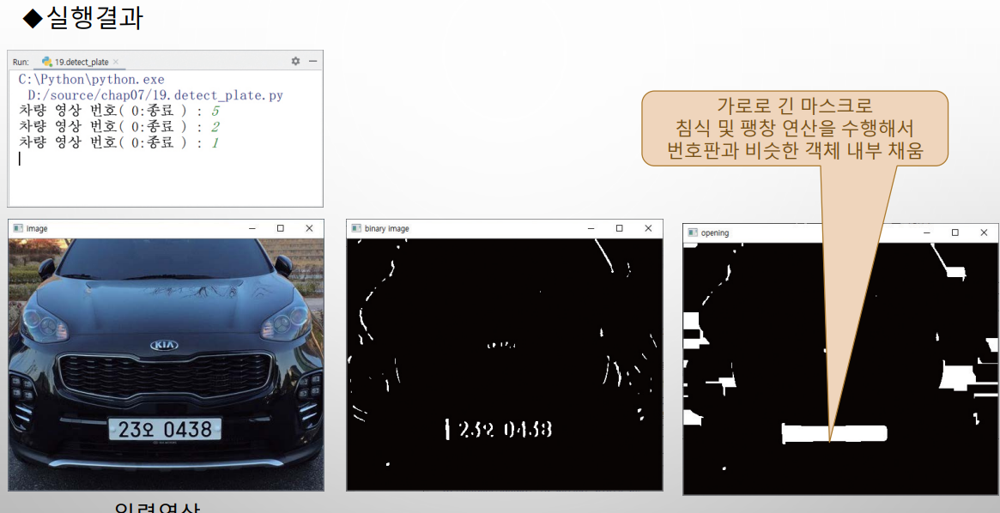 ◆실행결과
Run: 19.detect_plate
C:\Python\python.exe
D:/source/chap07/19.detect_plate.py
차량 영상 번호( 0:종료 ) : 5
차량 영상 번호( 0:종료 ) : 2
차량 영상 번호( 0:종료 ) : 1
가로로 긴 마스크로
침식 및 팽창 연산을 수행해서
번호판과 비슷한 객체 내부 채움
image
KIA
23오 0438
binary image
23오 0438
opening
입력영상